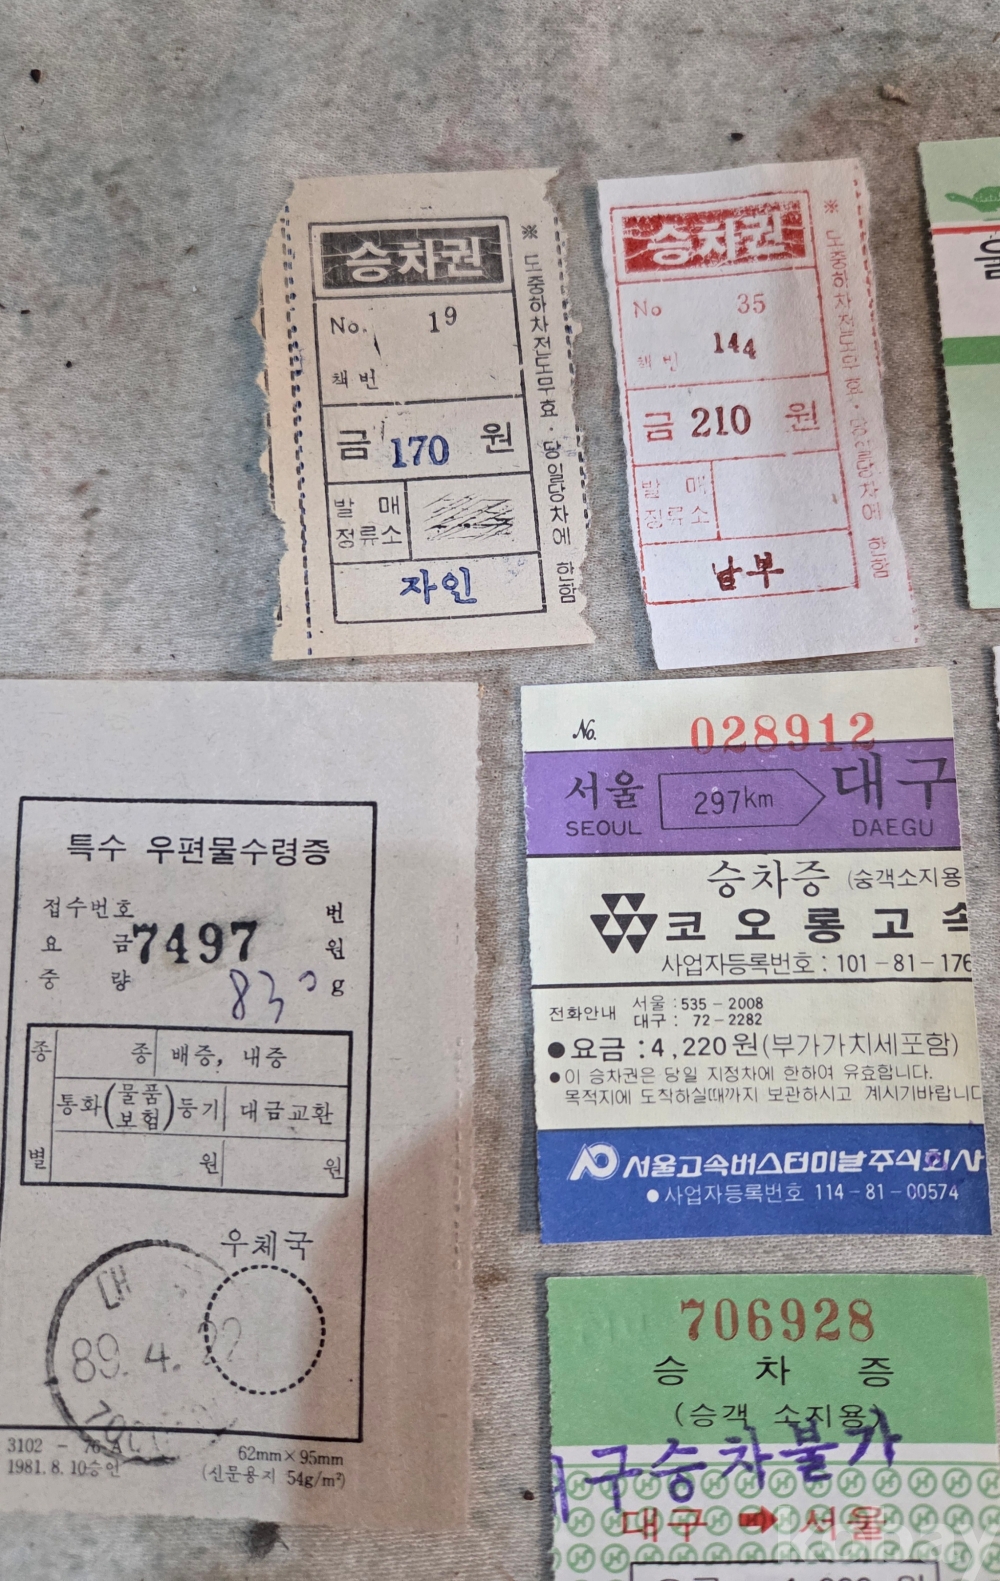 승차권
No. 19
책번
금 170 원
발매
정류소
자인
※ 도중하차전도무효·당일당차에 한함
승차권
No 35
책번 144
금 210 원
발매
정류소
남부
※ 도중하차전도무효·당일당차에 한함
을
특수 우편물수령증
접수번호 7497 번
요금 원
중량 830 g
종별
종 배증, 내증
통화(물품보험)등기 대금교환
원 원
우체국
대
89.4.22
3102 - 76 A
1981.8.10승인
62mm×95mm
(신문용지 54g/m²)
No. 028912
서울 297km 대구
SEOUL DAEGU
승차증 (승객소지용
코오롱고속
사업자등록번호 : 101-81-176
전화안내 서울 : 535-2008
대구 : 72-2282
●요금 : 4,220원(부가가치세포함)
●이 승차권은 당일 지정차에 한하여 유효합니다.
목적지에 도착하실때까지 보관하시고 계시기바랍니다
서울고속버스터미날주식회사
●사업자등록번호 114-81-00574
706928
승차증
(승객 소지용)
구승차불가
대구 → 서울